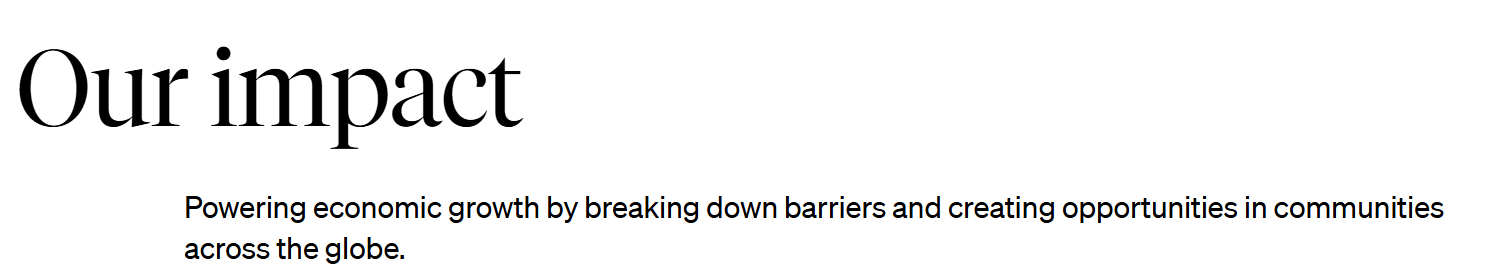 Our impact
Powering economic growth by breaking down barriers and creating opportunities in communities
across the globe.